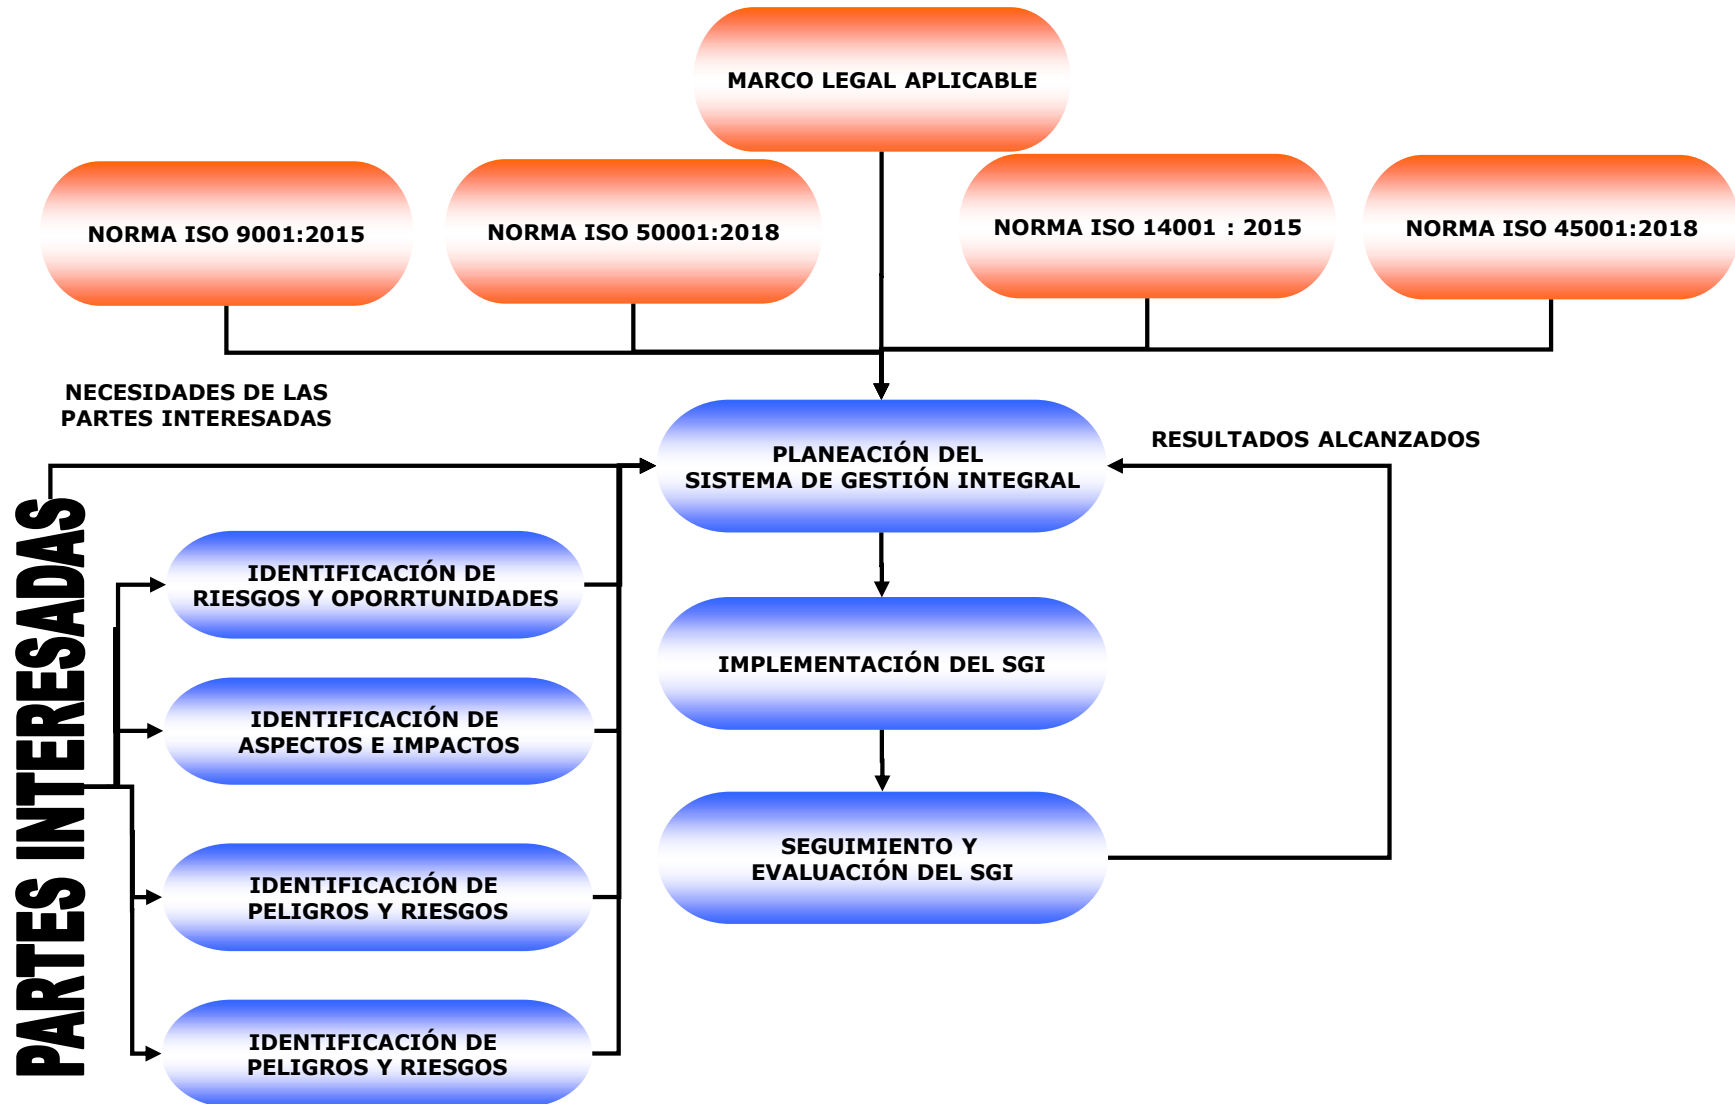 MARCO LEGAL APLICABLE
NORMA ISO 9001:2015
NORMA ISO 50001:2018
NORMA ISO 14001 : 2015
NORMA ISO 45001:2018
NECESIDADES DE LAS
PARTES INTERESADAS
PLANEACIÓN DEL
SISTEMA DE GESTIÓN INTEGRAL
RESULTADOS ALCANZADOS
PARTES INTERESADAS
IDENTIFICACIÓN DE
RIESGOS Y OPORRTUNIDADES
IDENTIFICACIÓN DE
ASPECTOS E IMPACTOS
IDENTIFICACIÓN DE
PELIGROS Y RIESGOS
IDENTIFICACIÓN DE
PELIGROS Y RIESGOS
IMPLEMENTACIÓN DEL SGI
SEGUIMIENTO Y
EVALUACIÓN DEL SGI